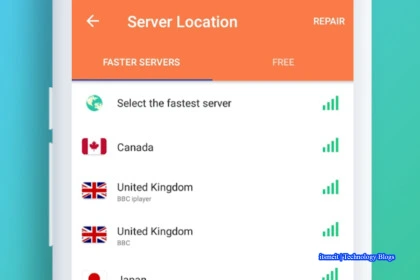 Server Location
REPAIR
FASTER SERVERS
FREE
Select the fastest server
Canada
United Kingdom
BBC iplayer
United Kingdom
BBC
itsmeit 'Technology Blogs
Japan